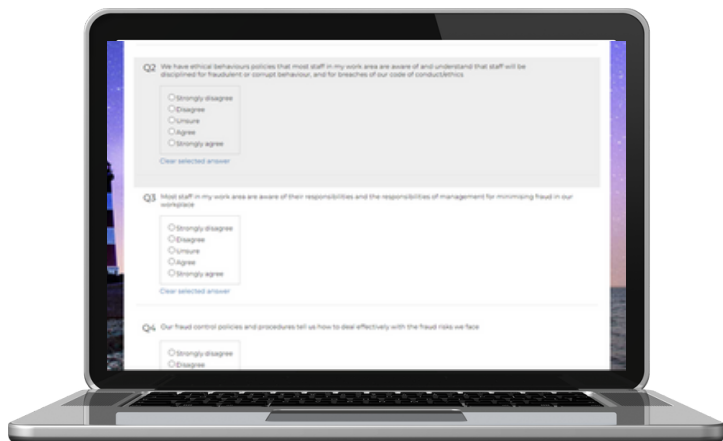 Q2 We have ethical behaviours policies that most staff in my work area are aware of and understand that staff will be
disciplined for fraudulent or corrupt behaviour, and for breaches of our code of conduct/ethics
Strongly disagree
Disagree
Unsure
Agree
Strongly agree
Clear selected answer
Q3 Most staff in my work area are aware of their responsibilities and the responsibilities of management for minimising fraud in our
workplace
Strongly disagree
Disagree
Unsure
Agree
Strongly agree
Clear selected answer
Q4 Our fraud control policies and procedures tell us how to deal effectively with the fraud risks we face
Strongly disagree
Disagree